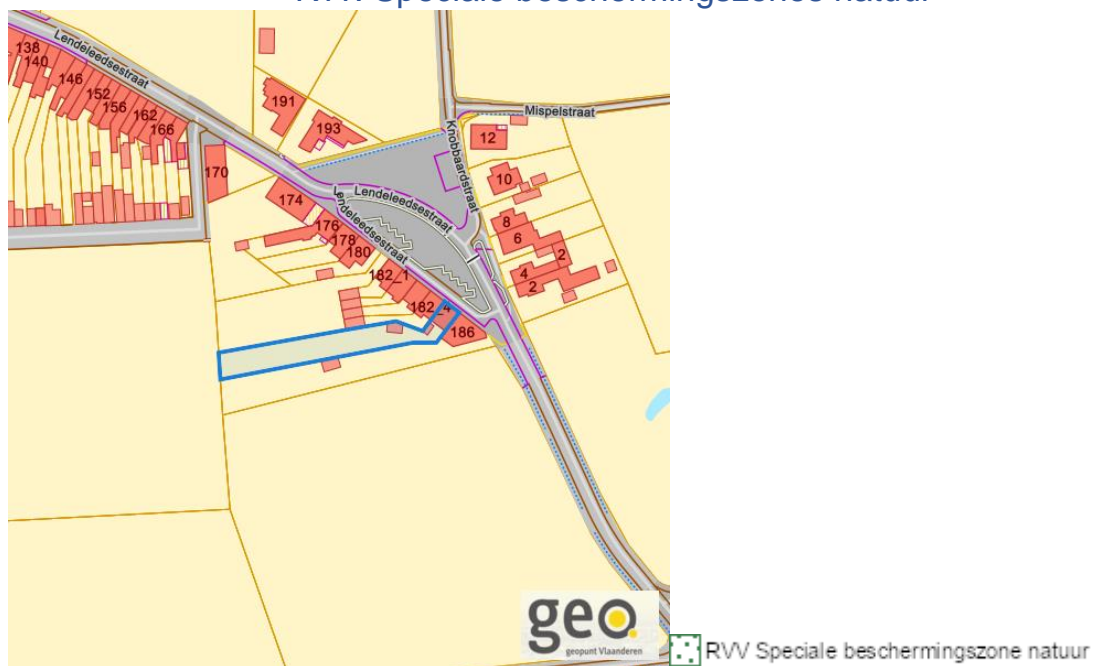 RVV Speciale beschermingszones natuur
138
140
146
152
156
162
166
170
Lendeleedsestraat
191
193
Mispelstraat
Knobbaardstraat
12
10
8
6
2
4
2
174
176
178
180
Lendeleedsestraat
Lendeleedsestraat
182_1
182_4
186
geo.
geopunt Vlaanderen
RVV Speciale beschermingszone natuur